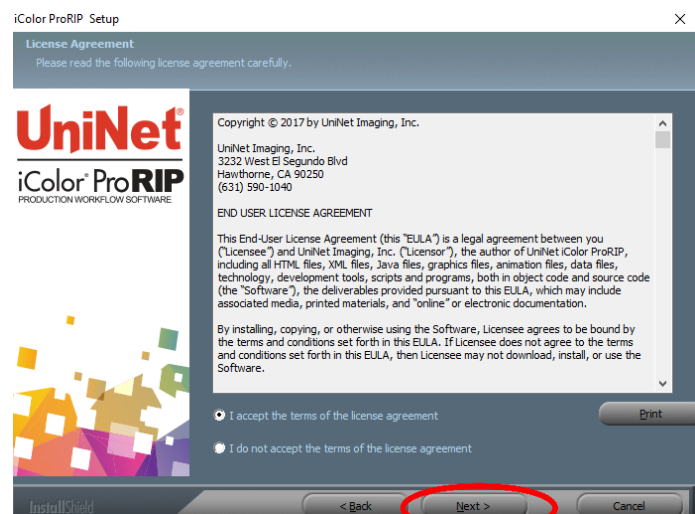 iColor ProRIP Setup
License Agreement
Please read the following license agreement carefully.
UniNet®
iColor® ProRIP
PRODUCTION WORKFLOW SOFTWARE
Copyright © 2017 by UniNet Imaging, Inc.
UniNet Imaging, Inc.
3232 West El Segundo Blvd
Hawthorne, CA 90250
(631) 590-1040
END USER LICENSE AGREEMENT
This End-User License Agreement (this "EULA") is a legal agreement between you
("Licensee") and UniNet Imaging, Inc. ("Licensor"), the author of UniNet iColor ProRIP,
including all HTML files, XML files, Java files, graphics files, animation files, data files,
technology, development tools, scripts and programs, both in object code and source code
(the "Software"), the deliverables provided pursuant to this EULA, which may include
associated media, printed materials, and "online" or electronic documentation.
By installing, copying, or otherwise using the Software, Licensee agrees to be bound by
the terms and conditions set forth in this EULA. If Licensee does not agree to the terms
and conditions set forth in this EULA, then Licensee may not download, install, or use the
Software.
I accept the terms of the license agreement
Print
I do not accept the terms of the license agreement
InstallShield
< Back
Next >
Cancel